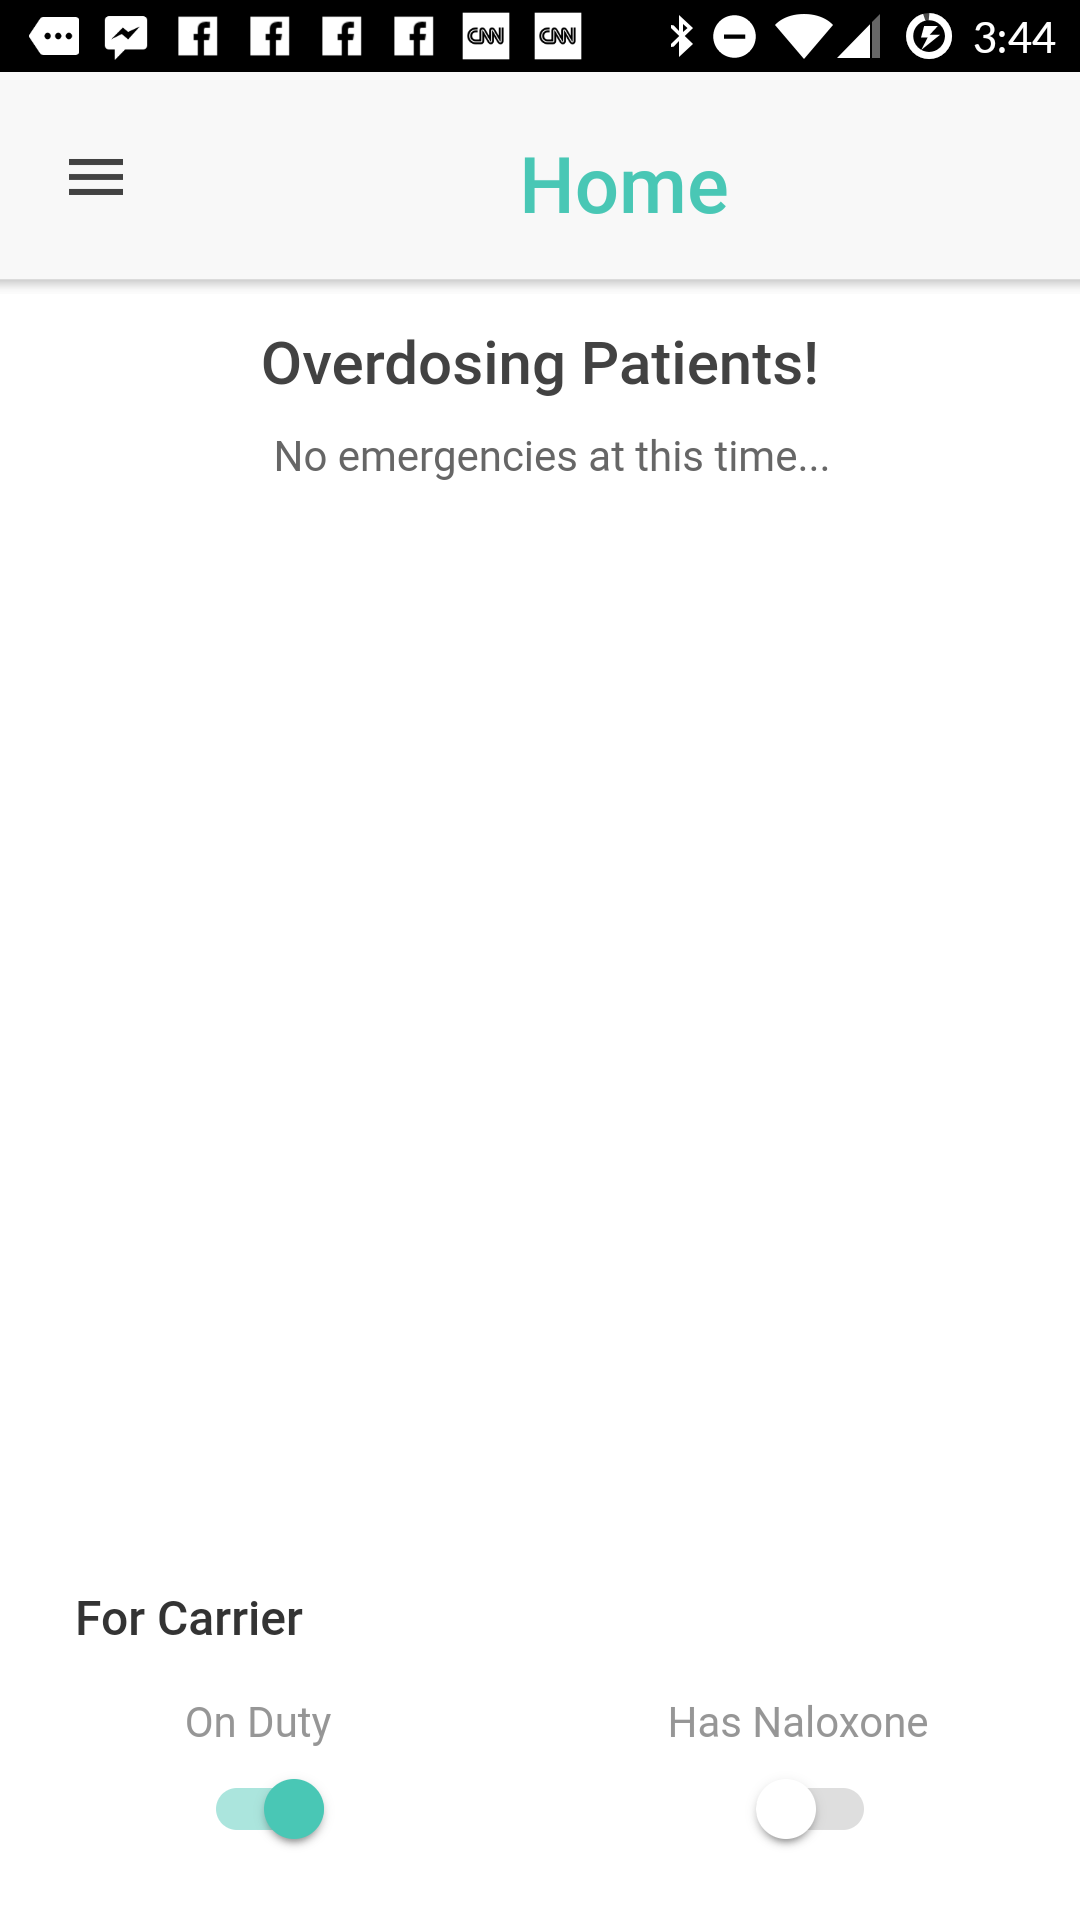 CNN CNN 3:44
Home
Overdosing Patients!
No emergencies at this time...
For Carrier
On Duty Has Naloxone